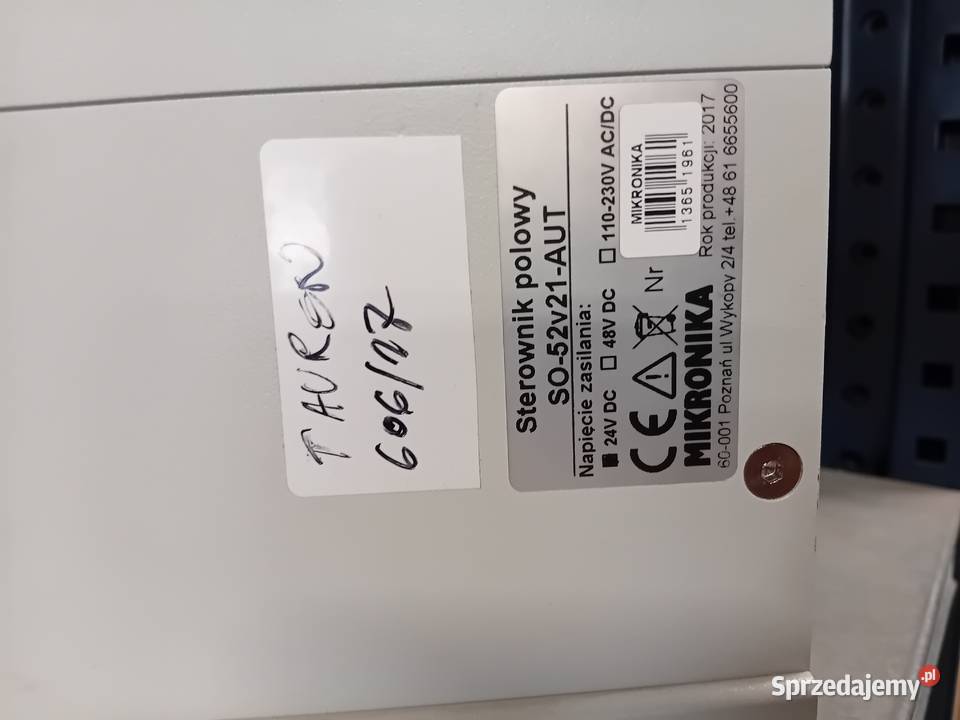 TAUREN
606/17
Sterownik polowy
SO-52v21-AUT
Napięcie zasilania:
24V DC 48V DC 110-230V AC/DC
CE Nr
MIKRONIKA
1365 1961
MIKRONIKA Rok produkcji: 2017
60-001 Poznań ul Wykopy 2/4 tel.+48 61 6655600
Sprzedajemy.pl